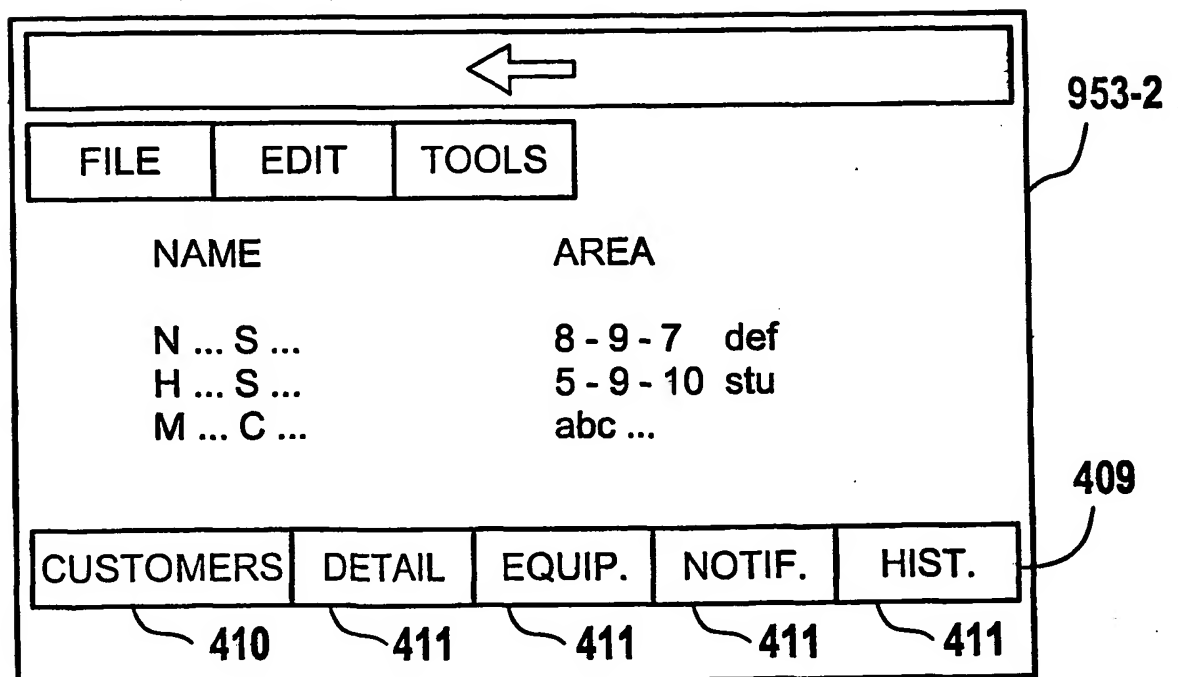 953-2
FILE EDIT TOOLS
NAME AREA
N ... S ... 8 - 9 - 7 def
H ... S ... 5 - 9 - 10 stu
M ... C ... abc ...
409
CUSTOMERS DETAIL EQUIP. NOTIF. HIST.
410 411 411 411 411